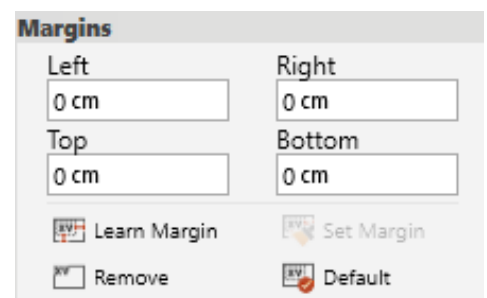 Margins
Left Right
0 cm 0 cm
Top Bottom
0 cm 0 cm
Learn Margin Set Margin
Remove Default